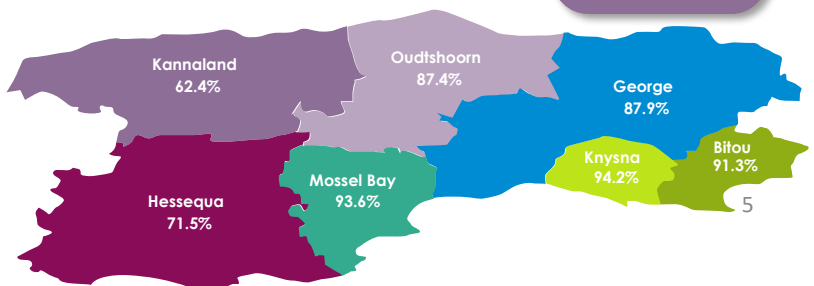 Kannaland
62.4%
Oudtshoorn
87.4%
George
87.9%
Knysna
94.2%
Bitou
91.3%
Mossel Bay
93.6%
Hessequa
71.5%
5